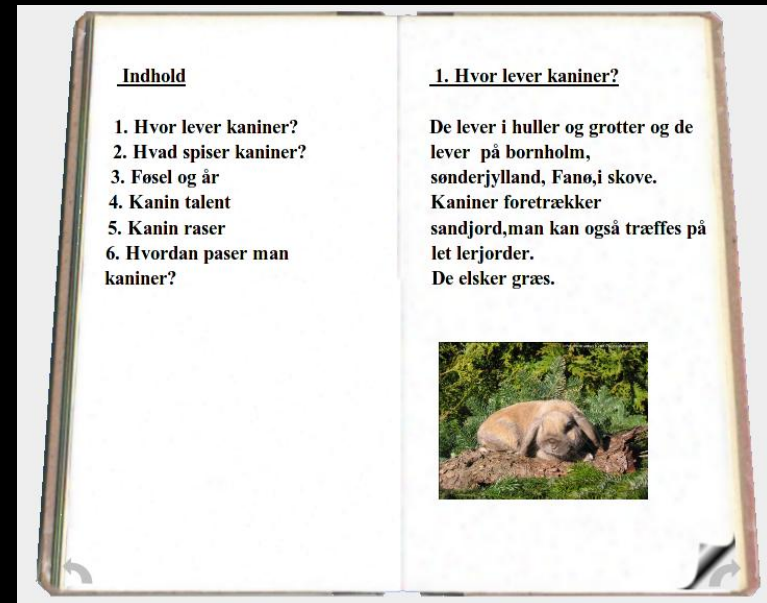 Indhold
1. Hvor lever kaniner?
2. Hvad spiser kaniner?
3. Føsel og år
4. Kanin talent
5. Kanin raser
6. Hvordan paser man
kaniner?
1. Hvor lever kaniner?
De lever i huller og grotter og de
lever på bornholm,
sønderjylland, Fanø,i skove.
Kaniner foretrækker
sandjord,man kan også træffes på
let lerjorder.
De elsker græs.